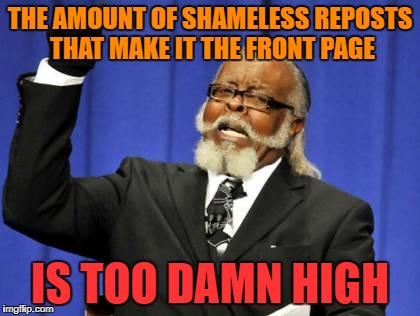 THE AMOUNT OF SHAMELESS REPOSTS
THAT MAKE IT THE FRONT PAGE
IS TOO DAMN HIGH
imgflip.com